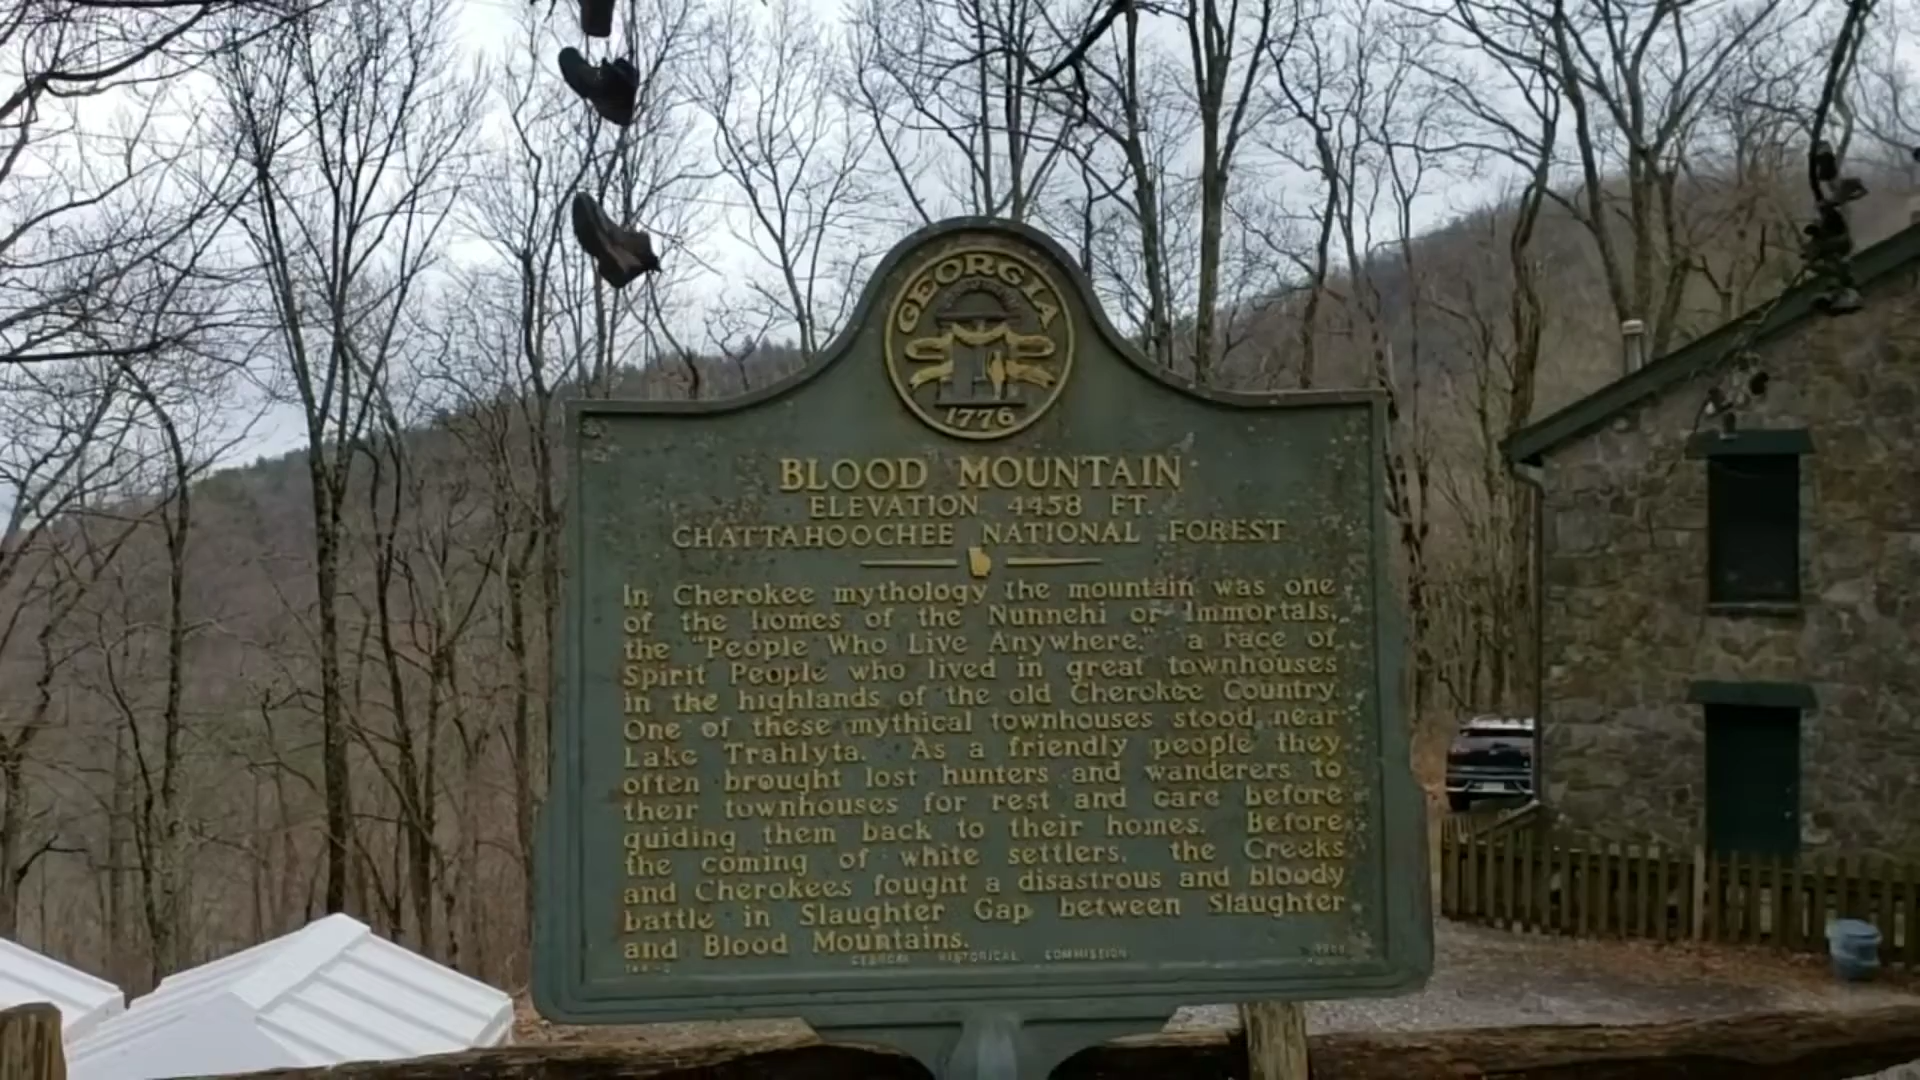 GEORGIA
1776
BLOOD MOUNTAIN
ELEVATION 4458 FT.
CHATTAHOOCHEE NATIONAL FOREST
In Cherokee mythology the mountain was one
of the homes of the Nunnehi or Immortals,
the "People Who Live Anywhere," a race of
Spirit People who lived in great townhouses
in the highlands of the old Cherokee Country.
One of these mythical townhouses stood near
Lake Trahlyta. As a friendly people they
often brought lost hunters and wanderers to
their townhouses for rest and care before
guiding them back to their homes. Before
the coming of white settlers, the Creeks
and Cherokees fought a disastrous and bloody
battle in Slaughter Gap between Slaughter
and Blood Mountains.
GEORGIA HISTORICAL COMMISSION